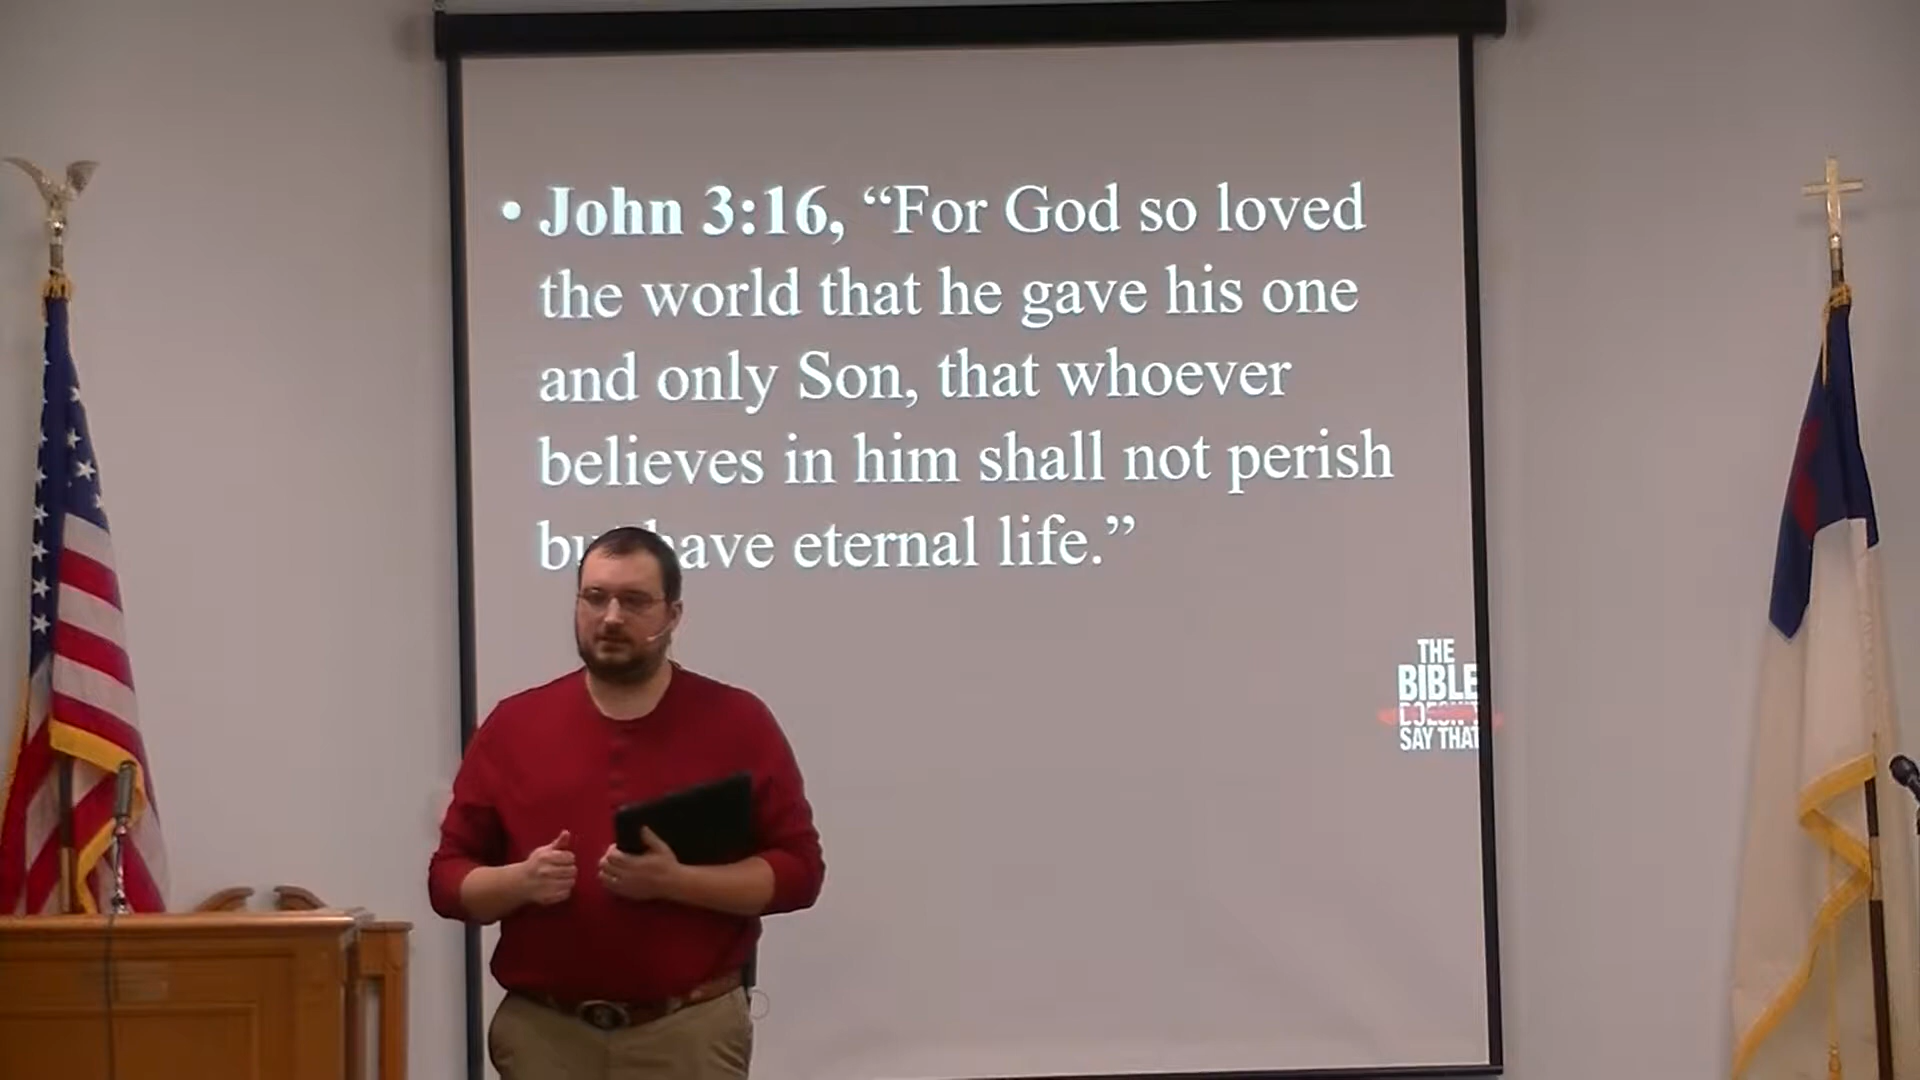 • John 3:16, “For God so loved
the world that he gave his one
and only Son, that whoever
believes in him shall not perish
have eternal life.”
THE
BIBLE
DOESN'T
SAY THAT